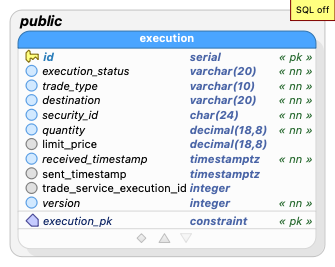 SQL off
public
execution
id serial « pk »
execution_status varchar(20) « nn »
trade_type varchar(10) « nn »
destination varchar(20) « nn »
security_id char(24) « nn »
quantity decimal(18,8) « nn »
limit_price decimal(18,8)
received_timestamp timestamptz « nn »
sent_timestamp timestamptz
trade_service_execution_id integer
version integer « nn »
execution_pk constraint « pk »